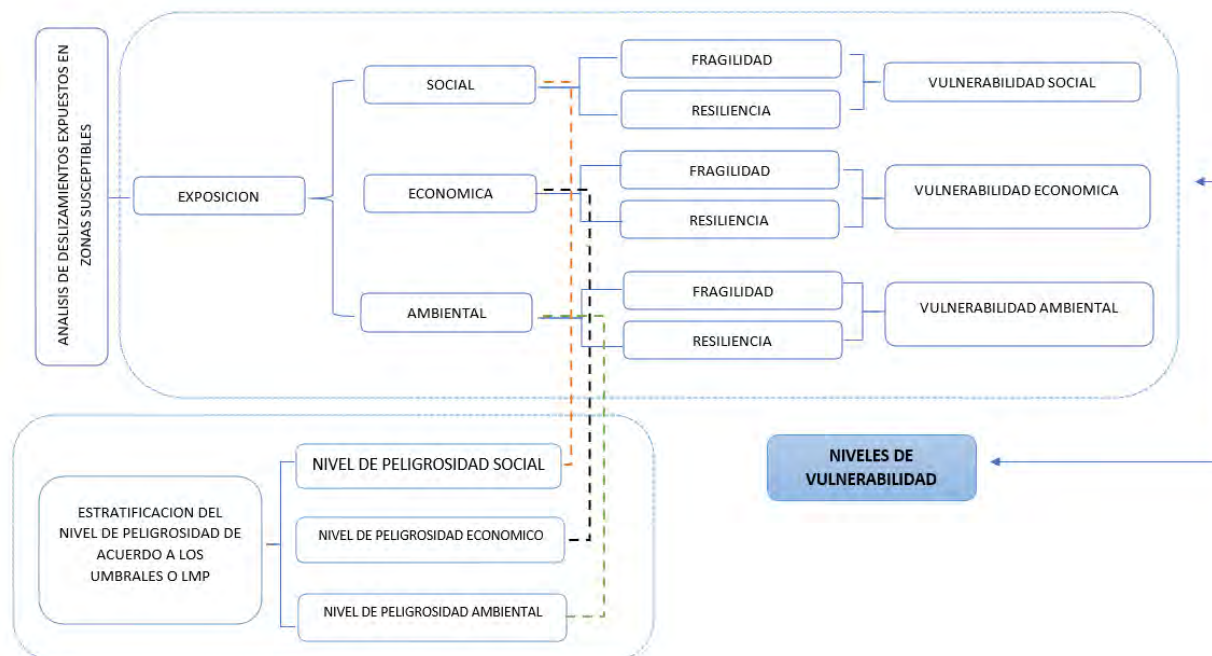 ANALISIS DE DESLIZAMIENTOS EXPUESTOS EN
ZONAS SUSCEPTIBLES
EXPOSICION
SOCIAL
FRAGILIDAD
RESILIENCIA
VULNERABILIDAD SOCIAL
ECONOMICA
FRAGILIDAD
RESILIENCIA
VULNERABILIDAD ECONOMICA
AMBIENTAL
FRAGILIDAD
RESILIENCIA
VULNERABILIDAD AMBIENTAL
ESTRATIFICACION DEL
NIVEL DE PELIGROSIDAD DE
ACUERDO A LOS
UMBRALES O LMP
NIVEL DE PELIGROSIDAD SOCIAL
NIVEL DE PELIGROSIDAD ECONOMICO
NIVEL DE PELIGROSIDAD AMBIENTAL
NIVELES DE
VULNERABILIDAD